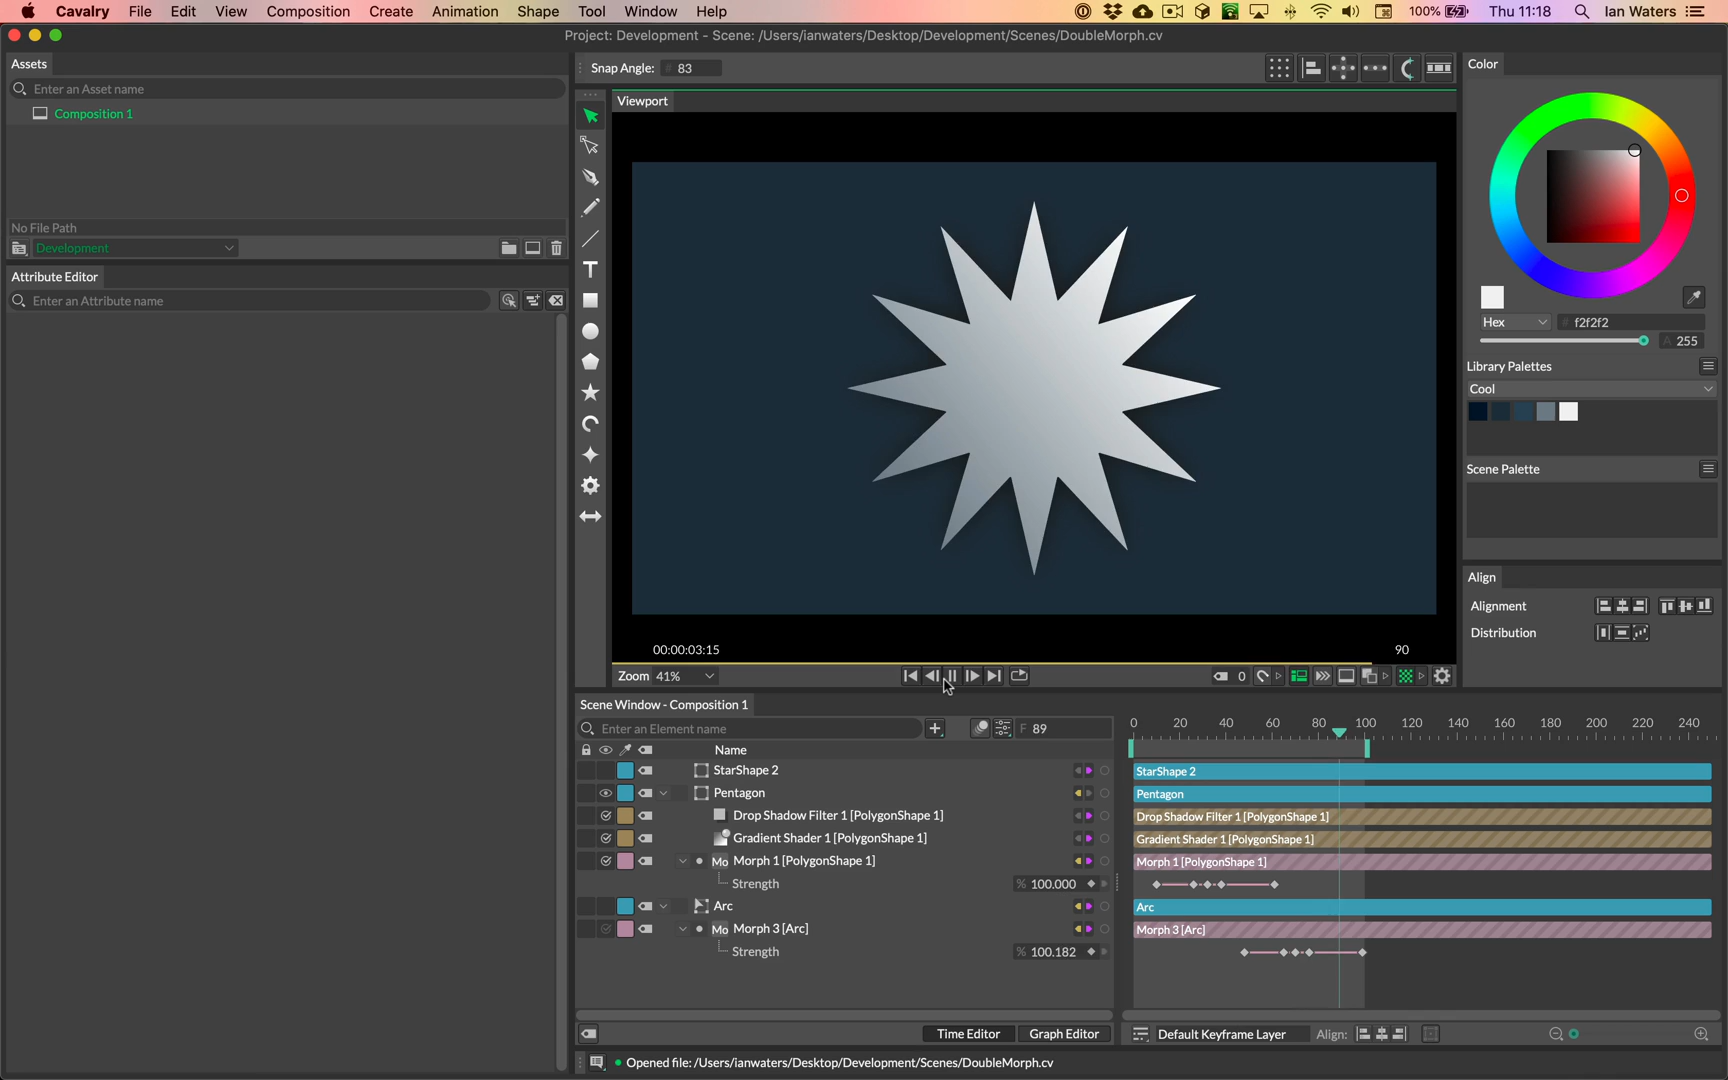 Cavalry File Edit View Composition Create Animation Shape Tool Window Help 100% Thu 11:18 Ian Waters
Project: Development - Scene: /Users/ianwaters/Desktop/Development/Scenes/DoubleMorph.cv
Assets
Enter an Asset name
Composition 1
No File Path
Development
Attribute Editor
Enter an Attribute name
Snap Angle: # 83
Viewport
00:00:03:15 90
Zoom 41% 0
Color
Hex # f2f2f2
A 255
Library Palettes
Cool
Scene Palette
Align
Alignment
Distribution
Scene Window - Composition 1
Enter an Element name F 89
0 20 40 60 80 100 120 140 160 180 200 220 240
Name
StarShape 2 StarShape 2
Pentagon Pentagon
Drop Shadow Filter 1 [PolygonShape 1] Drop Shadow Filter 1 [PolygonShape 1]
Gradient Shader 1 [PolygonShape 1] Gradient Shader 1 [PolygonShape 1]
Mo Morph 1 [PolygonShape 1] Morph 1 [PolygonShape 1]
Strength % 100.000
Arc Arc
Mo Morph 3 [Arc] Morph 3 [Arc]
Strength % 100.182
Time Editor Graph Editor Default Keyframe Layer Align:
Opened file: /Users/ianwaters/Desktop/Development/Scenes/DoubleMorph.cv